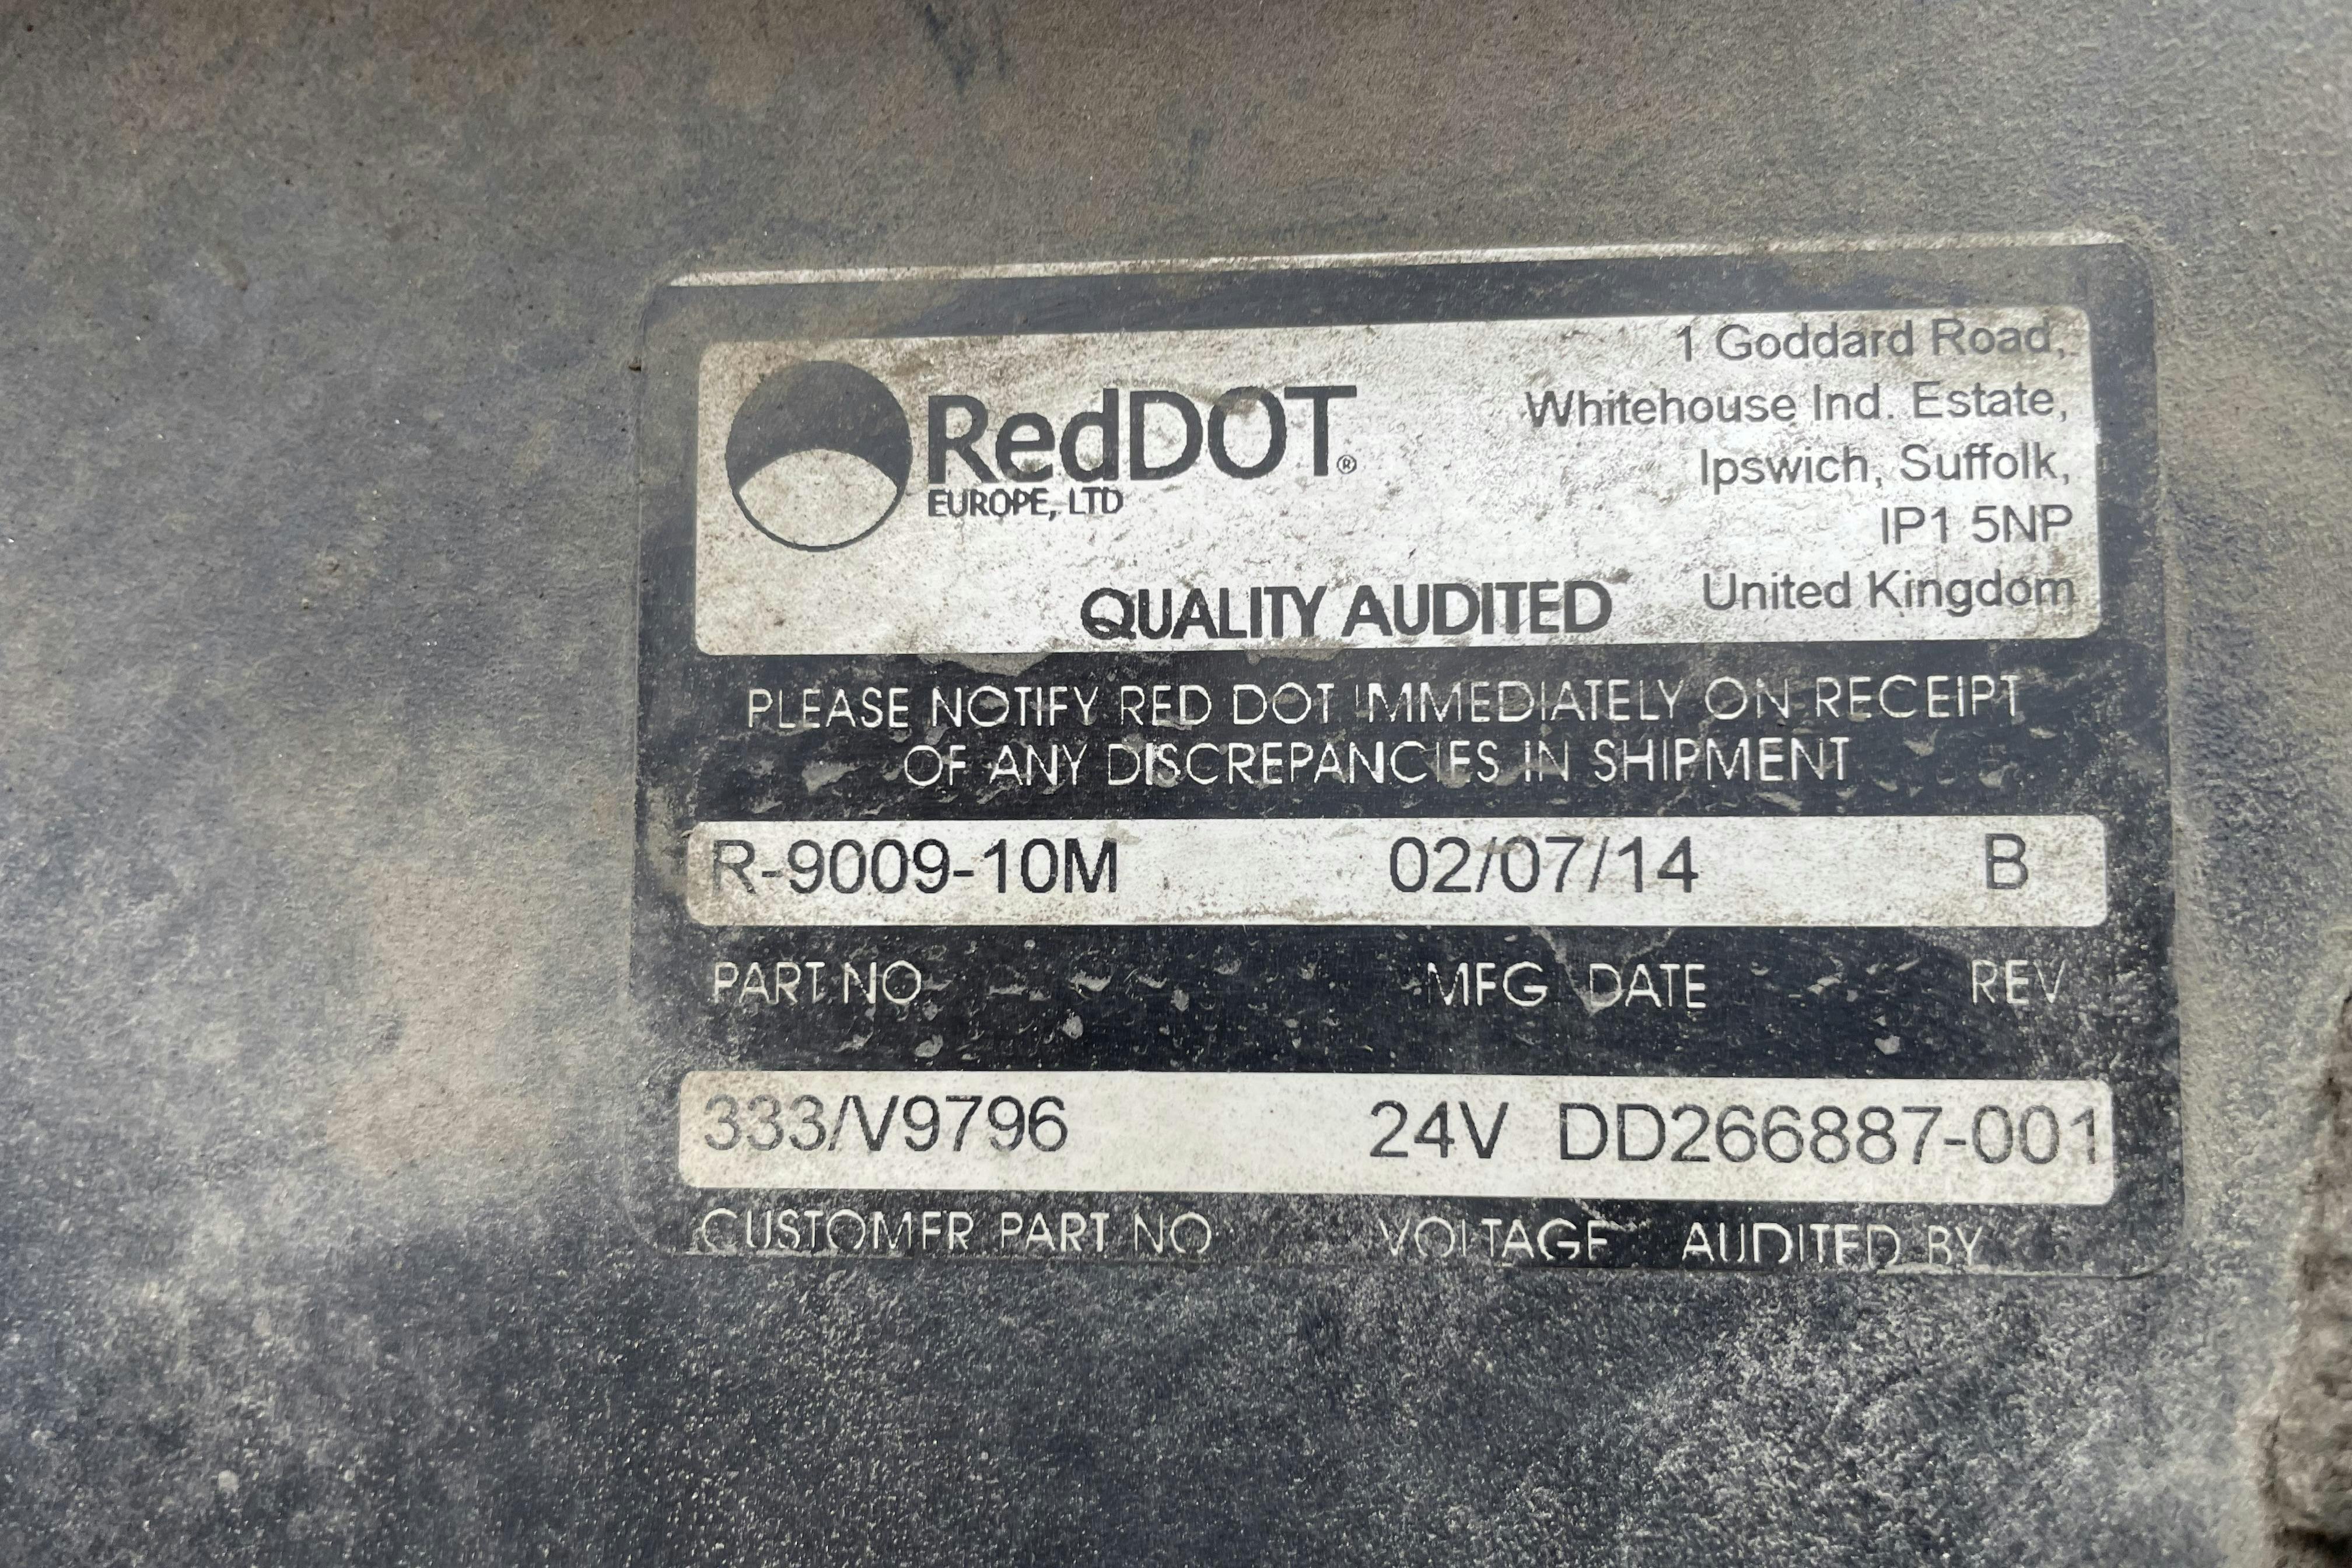 RedDOT®
EUROPE, LTD
1 Goddard Road,
Whitehouse Ind. Estate,
Ipswich, Suffolk,
IP1 5NP
United Kingdom
QUALITY AUDITED
PLEASE NOTIFY RED DOT IMMEDIATELY ON RECEIPT
OF ANY DISCREPANCIES IN SHIPMENT
R-9009-10M 02/07/14 B
PART NO MFG DATE REV
333/V9796 24V DD266887-001
CUSTOMER PART NO VOLTAGE AUDITED BY